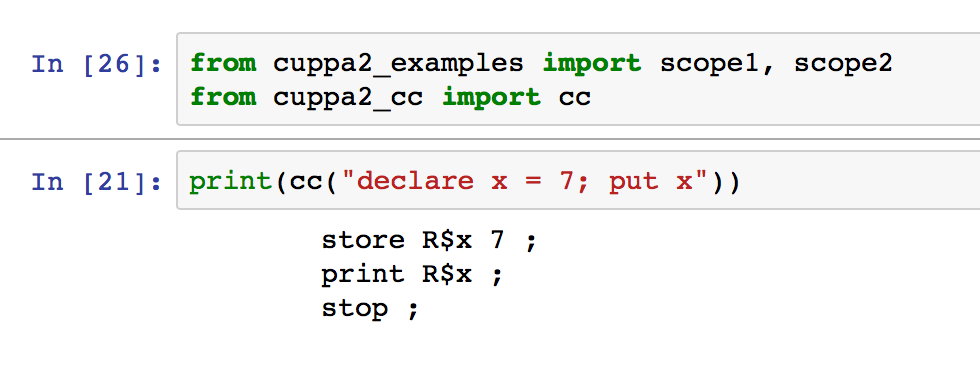 In [26]: from cuppa2_examples import scope1, scope2
from cuppa2_cc import cc
In [21]: print(cc("declare x = 7; put x"))
store R$x 7 ;
print R$x ;
stop ;